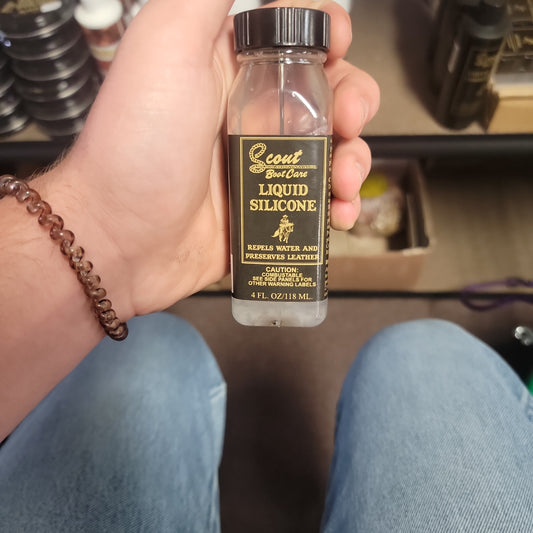 Scout
Boot Care
LIQUID
SILICONE
REPELS WATER AND
PRESERVES LEATHER
CAUTION:
COMBUSTABLE
SEE SIDE PANELS FOR
OTHER WARNING LABELS
4 FL. OZ/118 ML.